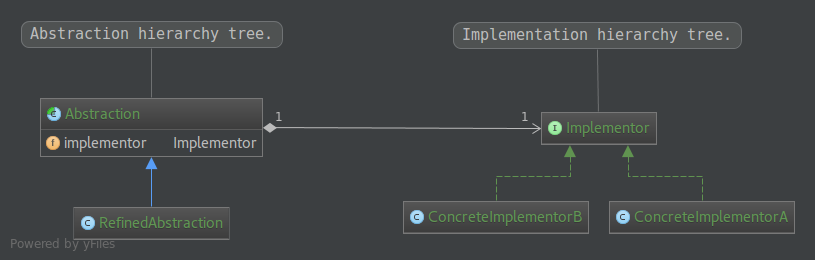 Abstraction hierarchy tree.
Implementation hierarchy tree.
C Abstraction
1
1
I Implementor
f implementor Implementor
C RefinedAbstraction
C ConcreteImplementorB
C ConcreteImplementorA
Powered by yFiles